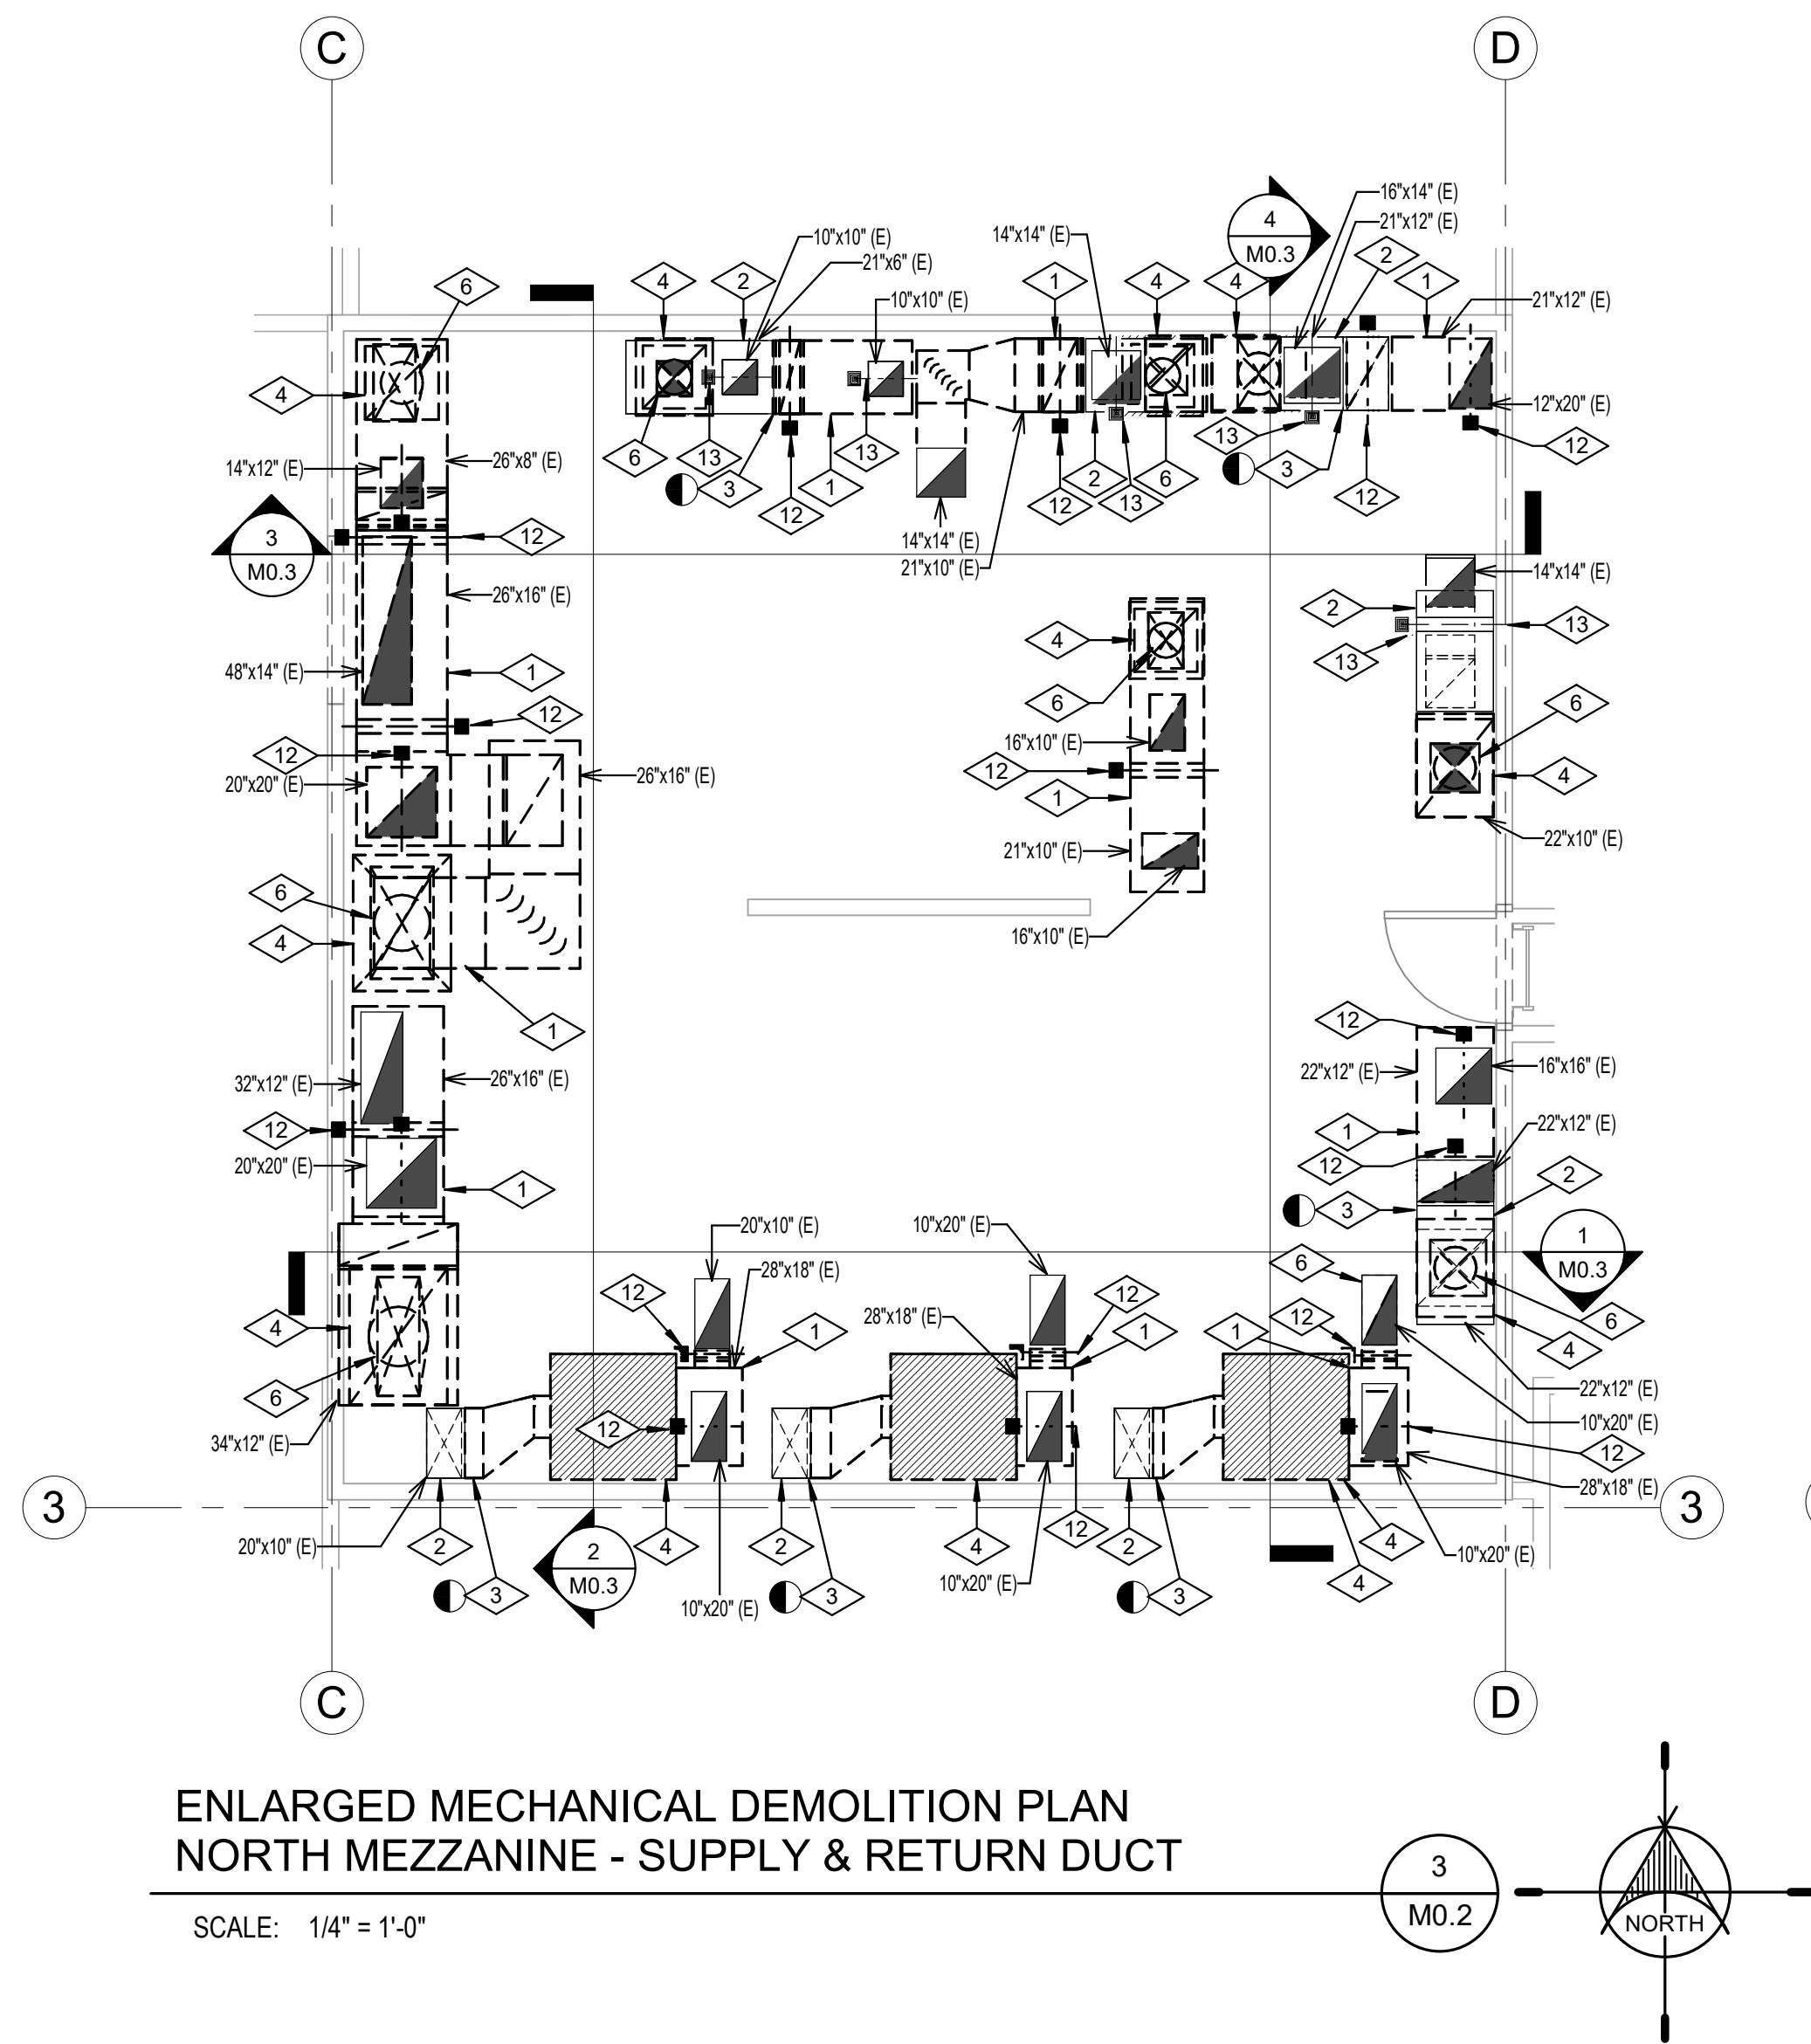 C
D
16"x14" (E)
4
M0.3
21"x12" (E)
10"x10" (E)
14"x14" (E)
21"x6" (E)
2
6
4
2
1
4
4
1
10"x10" (E)
21"x12" (E)
4
12"x20" (E)
13
12
6
13
13
14"x12" (E)
26"x8" (E)
3
1
12
12
2
13
6
3
12
3
M0.3
12
14"x14" (E)
21"x10" (E)
14"x14" (E)
26"x16" (E)
2
13
4
13
48"x14" (E)
1
6
6
12
12
16"x10" (E)
20"x20" (E)
26"x16" (E)
12
4
1
22"x10" (E)
21"x10" (E)
6
4
16"x10" (E)
12
1
22"x12" (E)
16"x16" (E)
32"x12" (E)
26"x16" (E)
12
1
22"x12" (E)
20"x20" (E)
12
1
2
3
20"x10" (E)
10"x20" (E)
1
M0.3
28"x18" (E)
6
12
12
28"x18" (E)
12
6
4
1
1
1
4
6
22"x12" (E)
10"x20" (E)
34"x12" (E)
12
12
28"x18" (E)
3
3
12
20"x10" (E)
2
2
M0.3
4
2
4
2
4
10"x20" (E)
3
10"x20" (E)
3
10"x20" (E)
3
4
C
D
ENLARGED MECHANICAL DEMOLITION PLAN
NORTH MEZZANINE - SUPPLY & RETURN DUCT
3
M0.2
SCALE: 1/4" = 1'-0"
NORTH